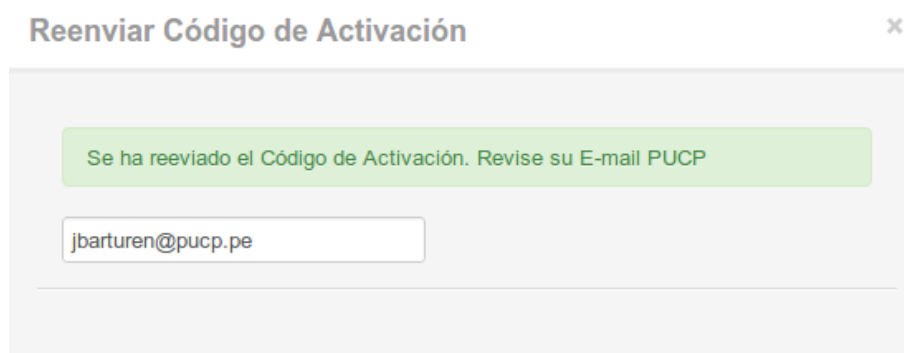 Reenviar Código de Activación
×
Se ha reeviado el Código de Activación. Revise su E-mail PUCP
jbarturen@pucp.pe